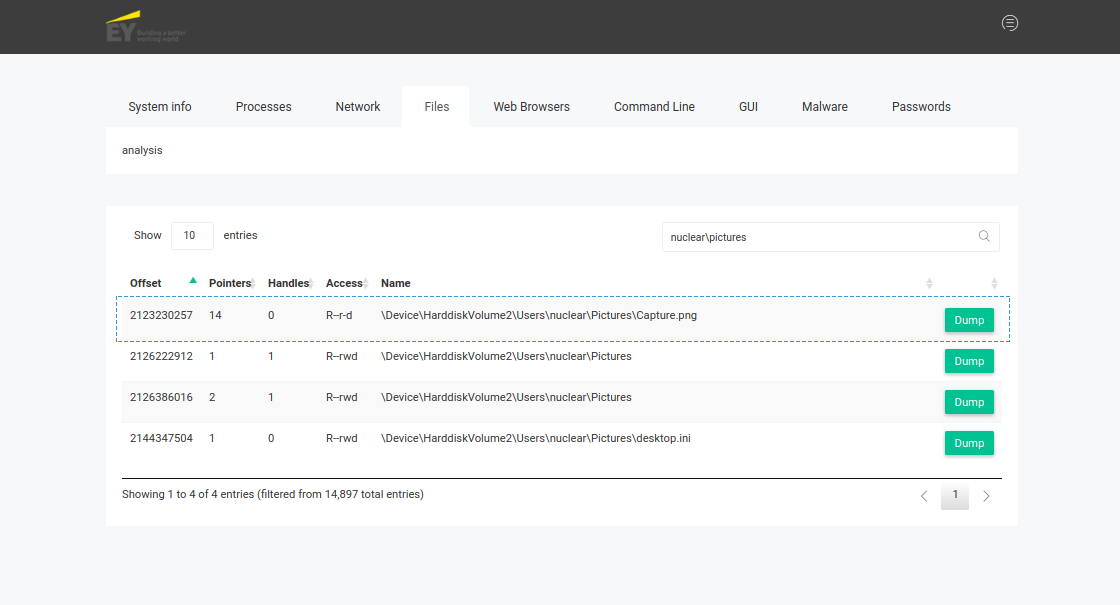 EY Building a better
working world
System info Processes Network Files Web Browsers Command Line GUI Malware Passwords
analysis
Show 10 entries nuclear\pictures
Offset Pointers Handles Access Name
2123230257 14 0 R--r-d \Device\HarddiskVolume2\Users\nuclear\Pictures\Capture.png Dump
2126222912 1 1 R--rwd \Device\HarddiskVolume2\Users\nuclear\Pictures Dump
2126386016 2 1 R--rwd \Device\HarddiskVolume2\Users\nuclear\Pictures Dump
2144347504 1 0 R--rwd \Device\HarddiskVolume2\Users\nuclear\Pictures\desktop.ini Dump
Showing 1 to 4 of 4 entries (filtered from 14,897 total entries) 1